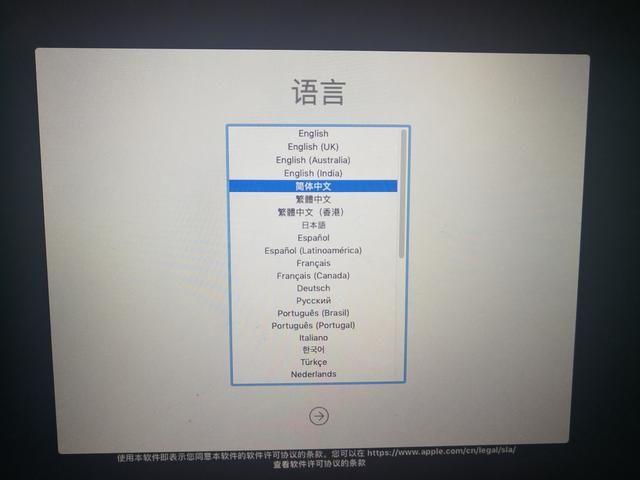 语言
English
English (UK)
English (Australia)
English (India)
简体中文
繁體中文
繁體中文（香港）
日本語
Español
Español (Latinoamérica)
Français
Français (Canada)
Deutsch
Русский
Português (Brasil)
Português (Portugal)
Italiano
한국어
Türkçe
Nederlands
使用本软件即表示您同意本软件的软件许可协议的条款。您可以在 https://www.apple.com/cn/legal/sla/
查看软件许可协议的条款